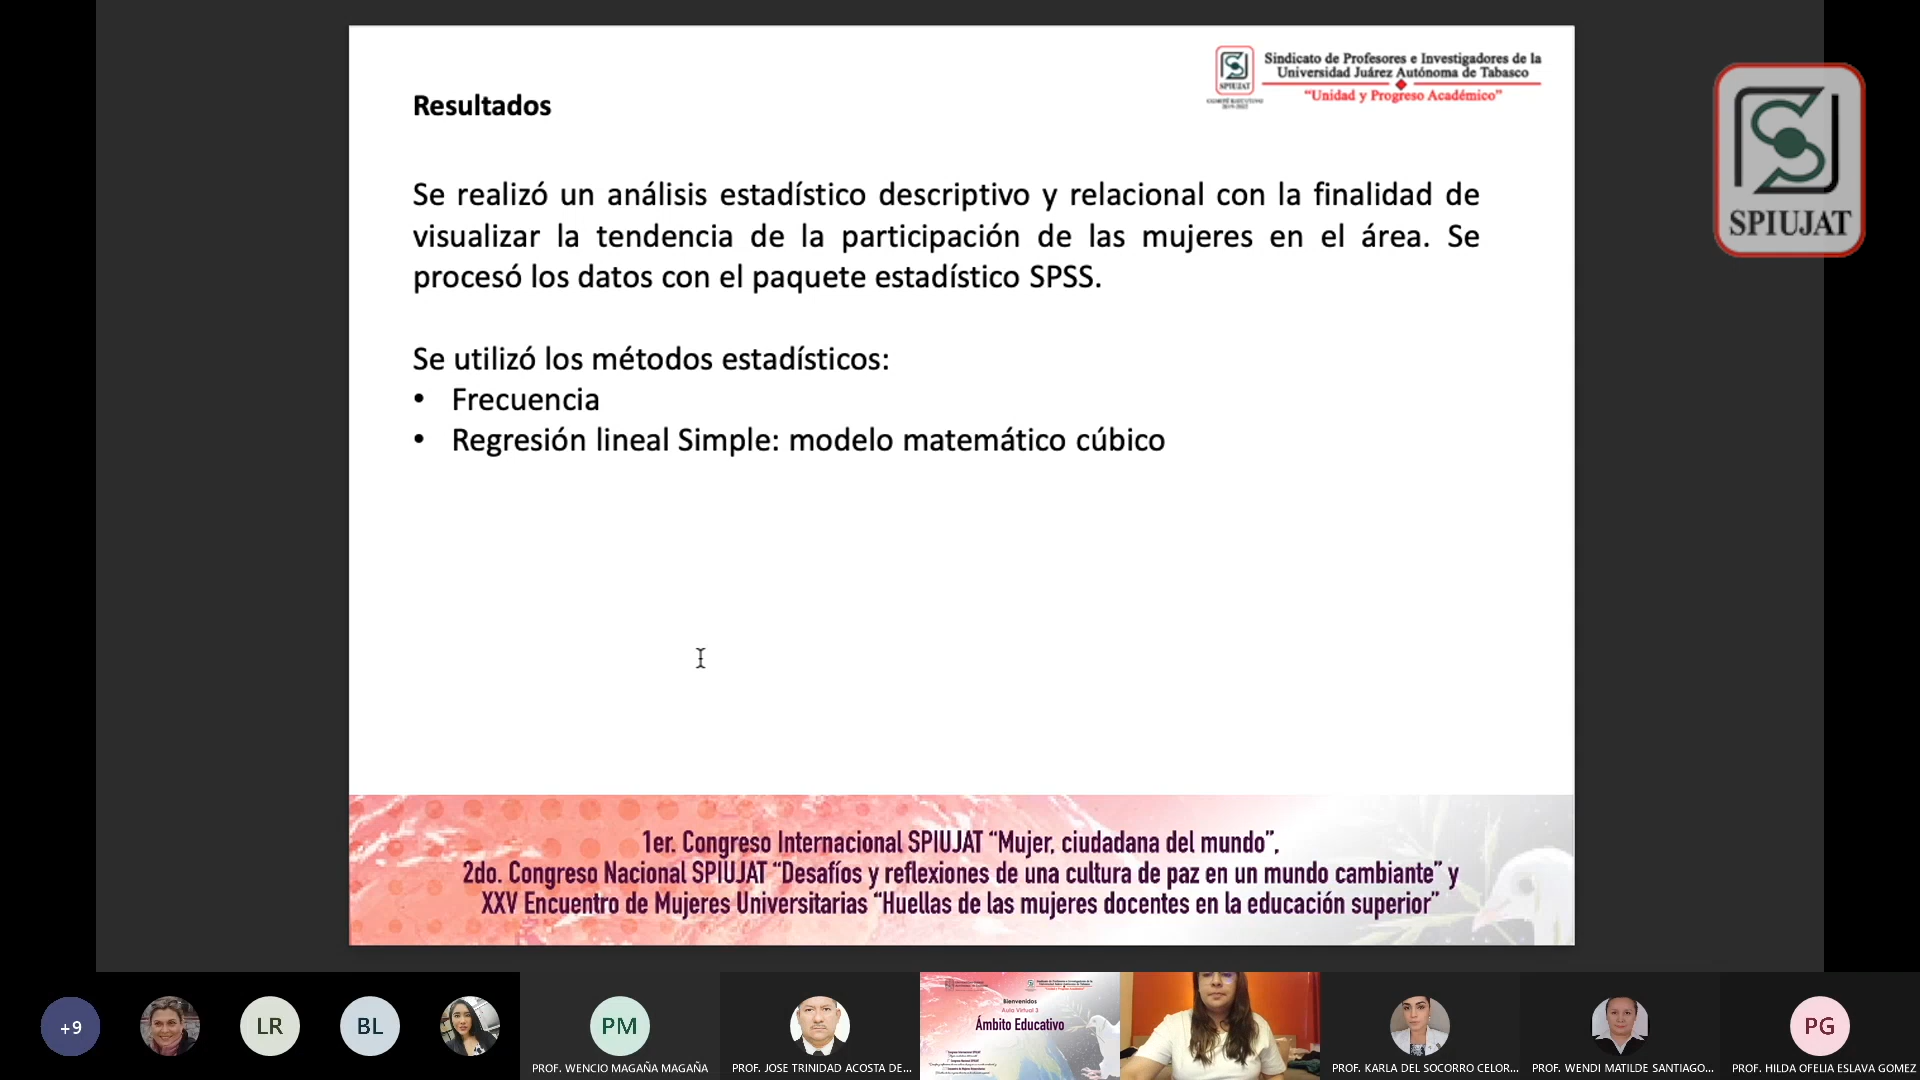 Sindicato de Profesores e Investigadores de la
Universidad Juárez Autónoma de Tabasco
“Unidad y Progreso Académico”
SPIUJAT
COMITÉ EJECUTIVO
Resultados
Se realizó un análisis estadístico descriptivo y relacional con la finalidad de
visualizar la tendencia de la participación de las mujeres en el área. Se
procesó los datos con el paquete estadístico SPSS.
Se utilizó los métodos estadísticos:
• Frecuencia
• Regresión lineal Simple: modelo matemático cúbico
SPIUJAT
1er. Congreso Internacional SPIUJAT “Mujer, ciudadana del mundo”,
2do. Congreso Nacional SPIUJAT “Desafíos y reflexiones de una cultura de paz en un mundo cambiante” y
XXV Encuentro de Mujeres Universitarias “Huellas de las mujeres docentes en la educación superior”
+9
LR
BL
PM
PROF. WENCIO MAGAÑA MAGAÑA
PROF. JOSE TRINIDAD ACOSTA DE...
Bienvenidos
Aula Virtual 3
Ámbito Educativo
PROF. KARLA DEL SOCORRO CELOR...
PROF. WENDI MATILDE SANTIAGO...
PG
PROF. HILDA OFELIA ESLAVA GOMEZ